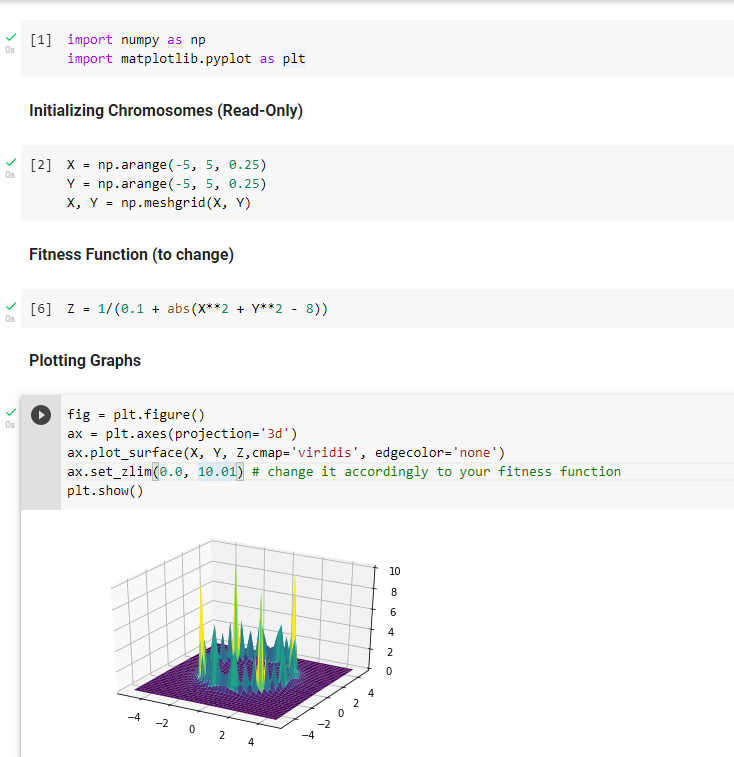 [1] import numpy as np
0s
import matplotlib.pyplot as plt
Initializing Chromosomes (Read-Only)
[2] X = np.arange(-5, 5, 0.25)
0s
Y = np.arange(-5, 5, 0.25)
X, Y = np.meshgrid(X, Y)
Fitness Function (to change)
[6] Z = 1/(0.1 + abs(X**2 + Y**2 - 8))
0s
Plotting Graphs
fig = plt.figure()
0s
ax = plt.axes(projection='3d')
ax.plot_surface(X, Y, Z,cmap='viridis', edgecolor='none')
ax.set_zlim(0.0, 10.01) # change it accordingly to your fitness function
plt.show()
10
8
6
4
2
0
−4
−2
0
2
4
−4
−2
0
2
4